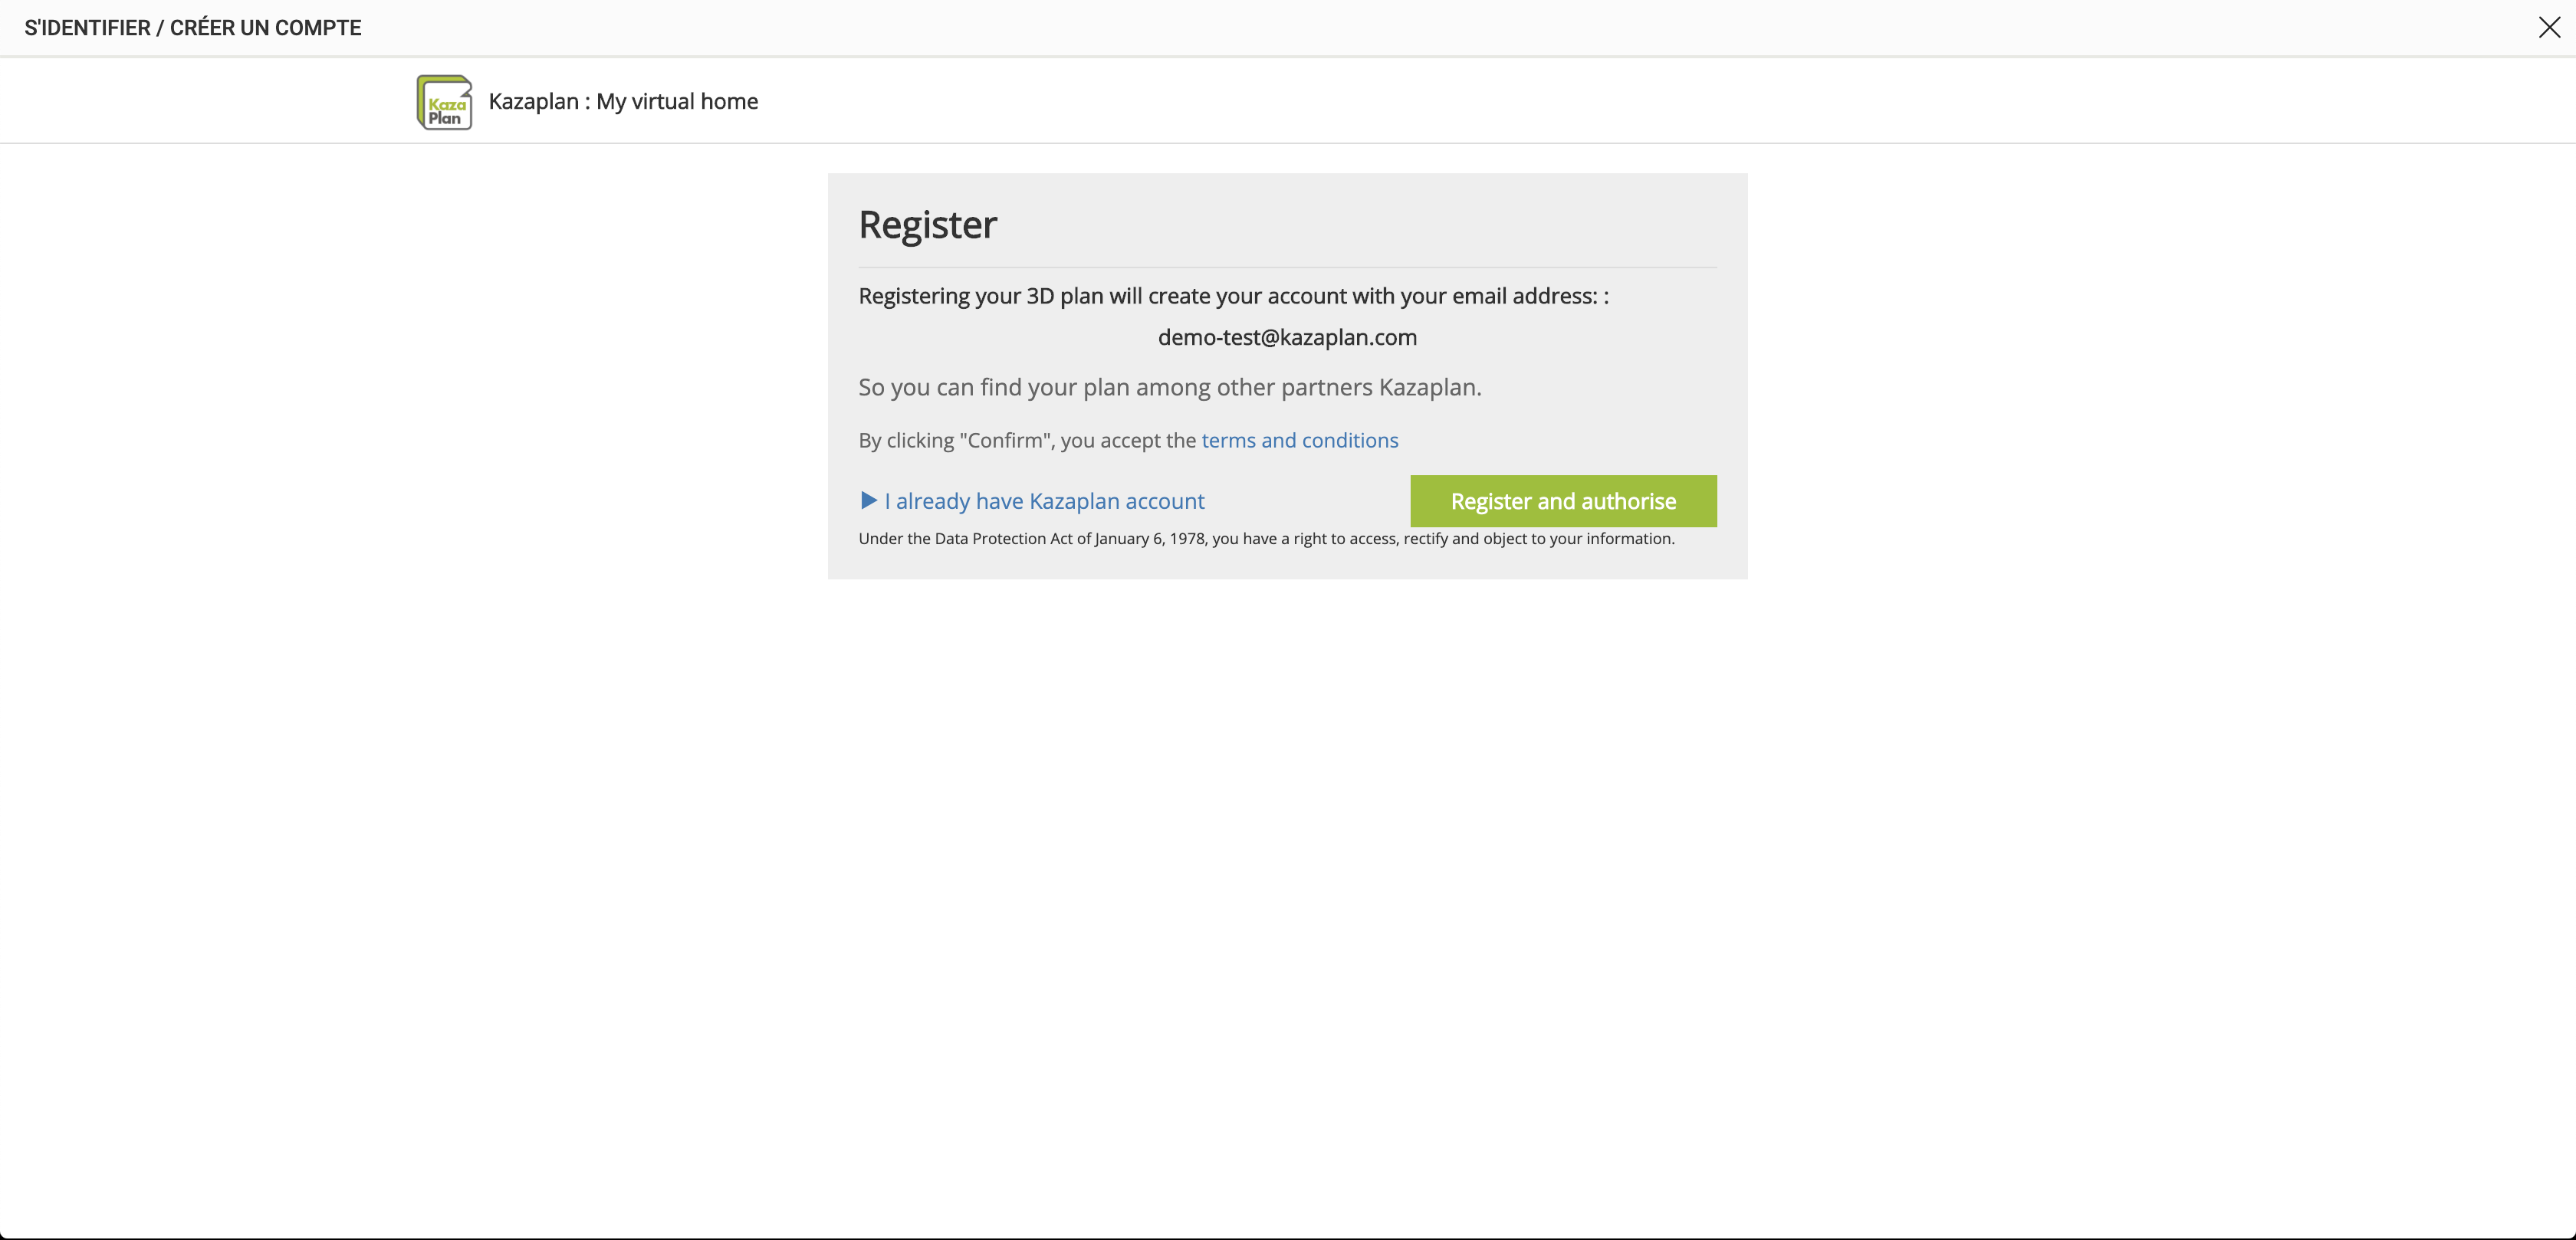 S'IDENTIFIER / CRÉER UN COMPTE
Kaza
Plan
Kazaplan : My virtual home
Register
Registering your 3D plan will create your account with your email address: :
demo-test@kazaplan.com
So you can find your plan among other partners Kazaplan.
By clicking "Confirm", you accept the terms and conditions
I already have Kazaplan account
Register and authorise
Under the Data Protection Act of January 6, 1978, you have a right to access, rectify and object to your information.